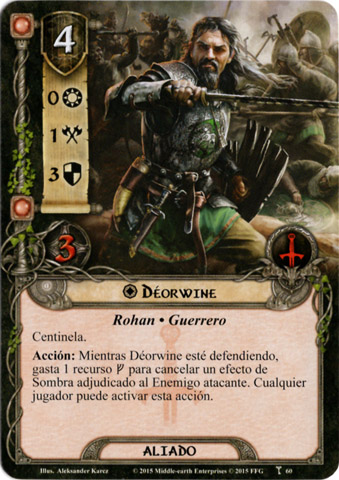 4
0
1
3
3
Déorwine
Rohan • Guerrero
Centinela.
Acción: Mientras Déorwine esté defendiendo,
gasta 1 recurso para cancelar un efecto de
Sombra adjudicado al Enemigo atacante. Cualquier
jugador puede activar esta acción.
ALIADO
Illus. Aleksander Karcz © 2015 Middle-earth Enterprises © 2015 FFG 60